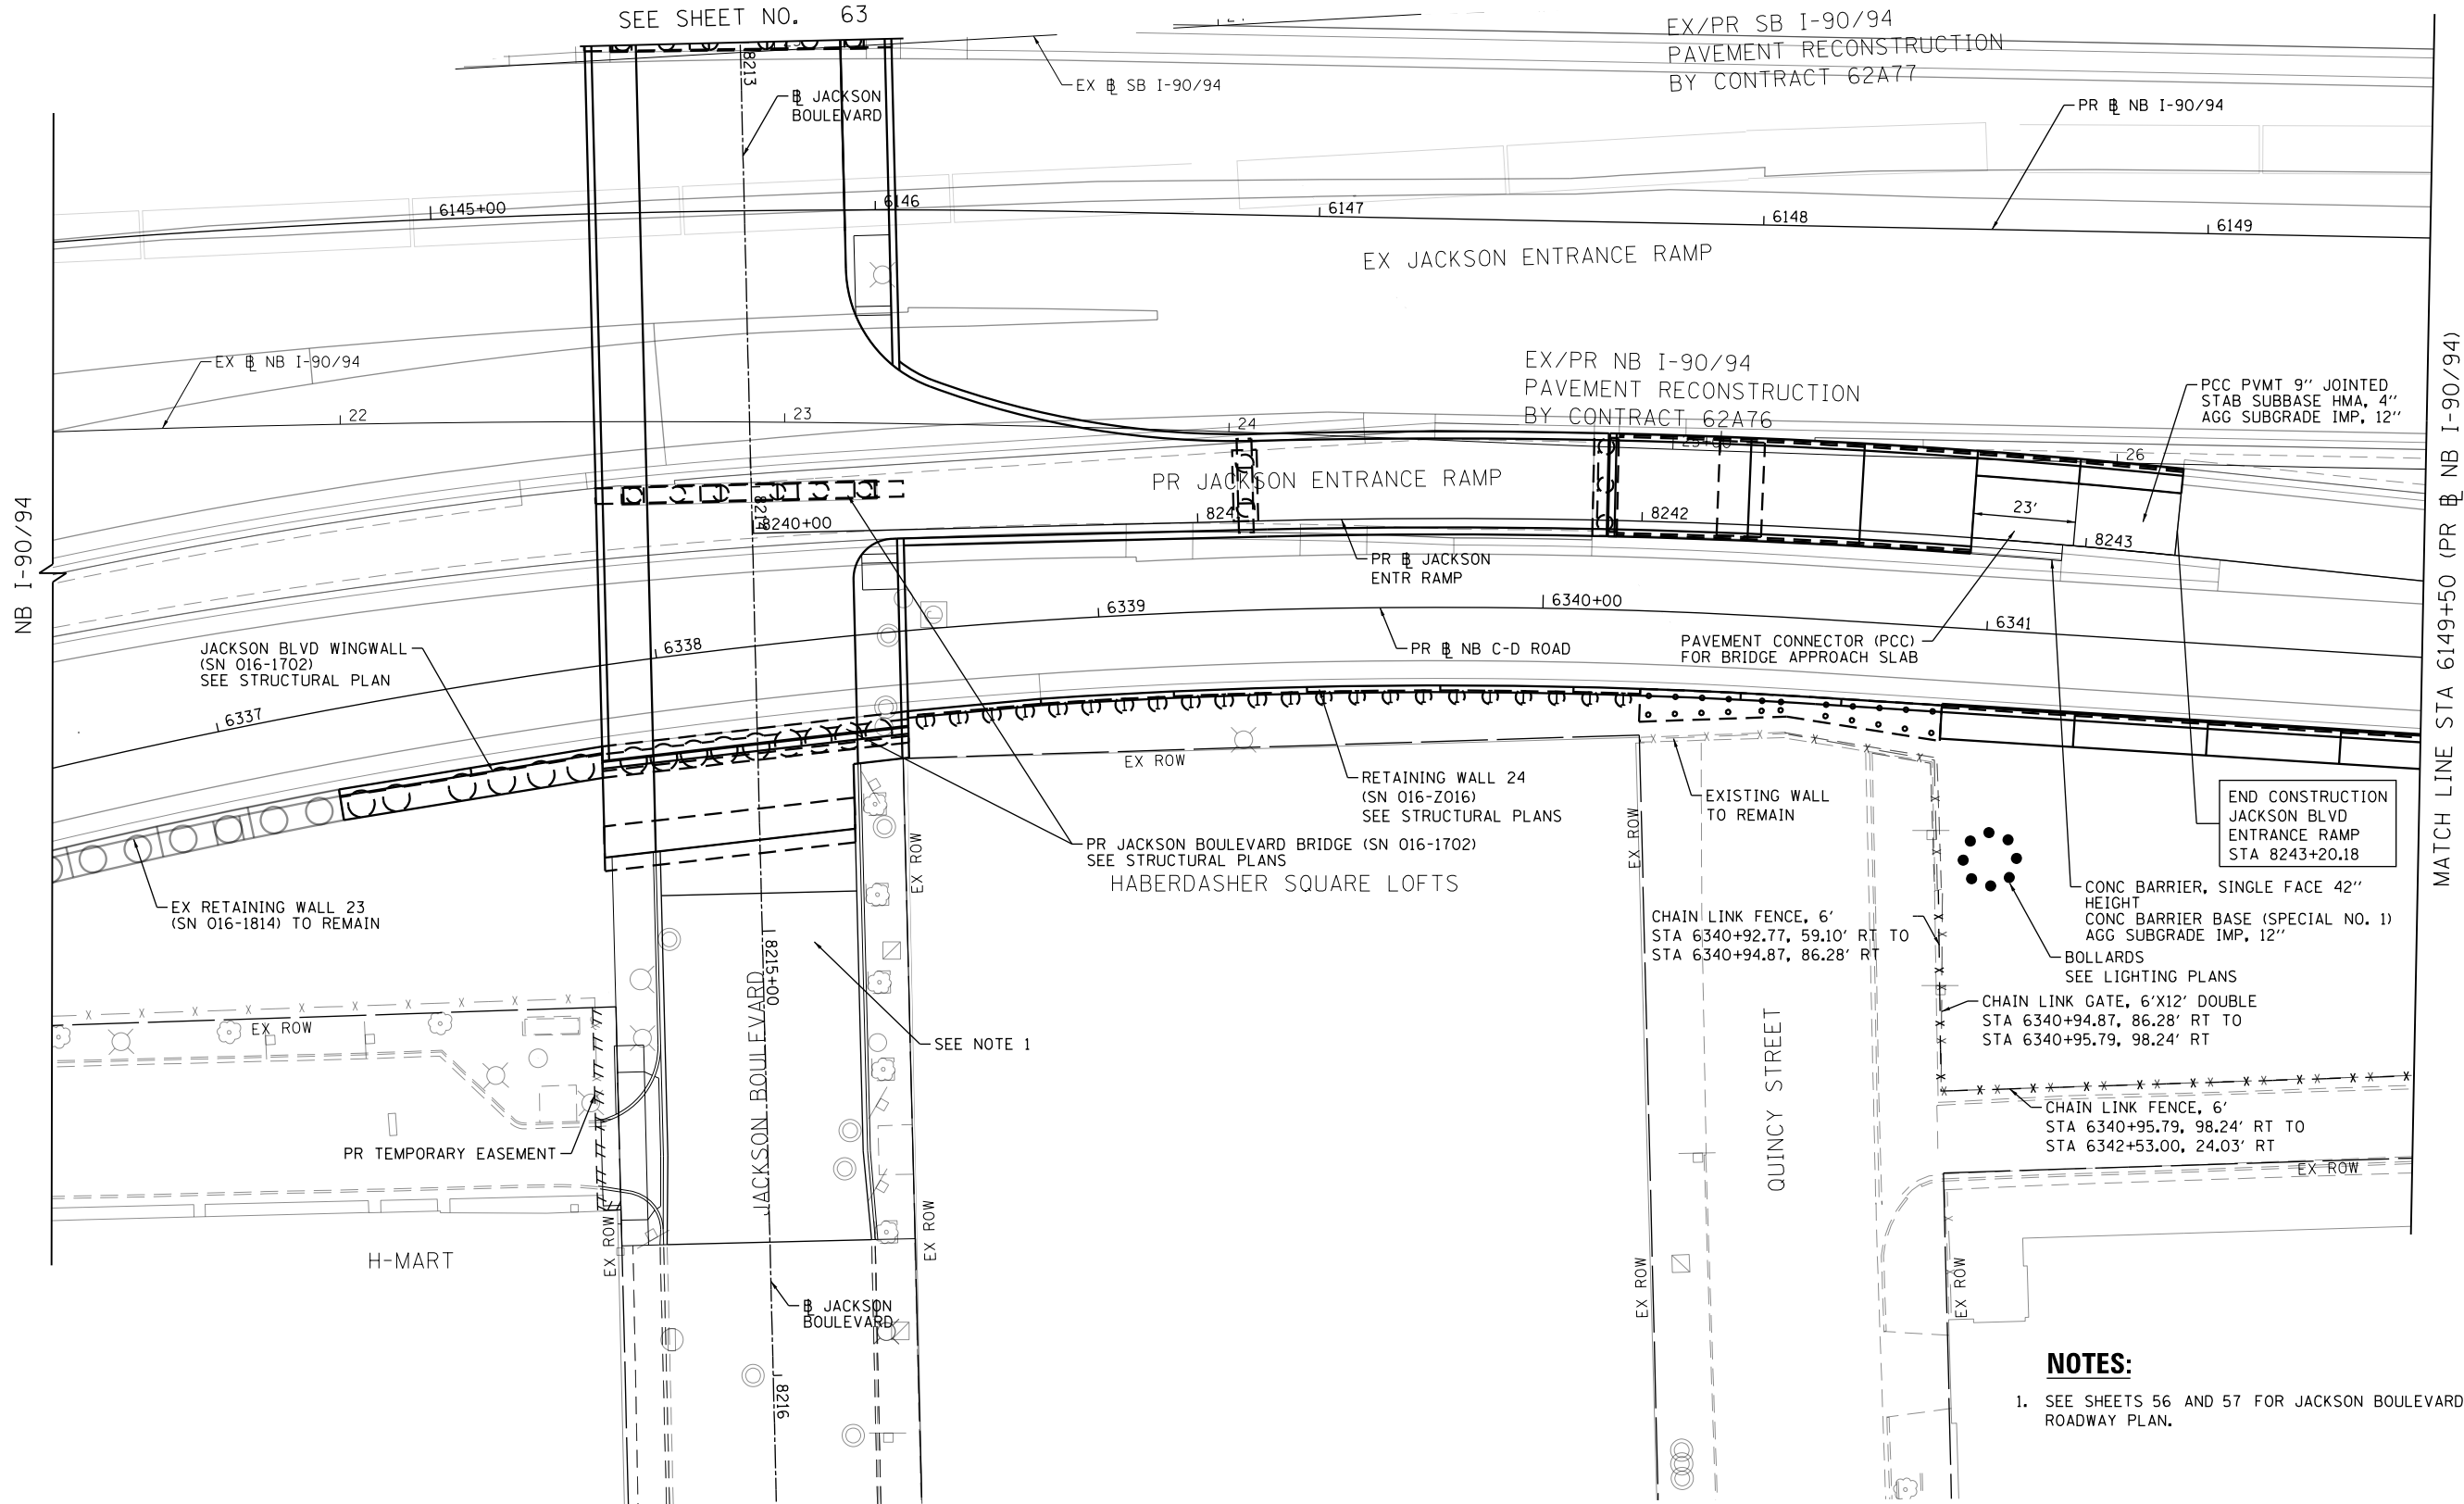 SEE SHEET NO. 63
EX/PR SB I-90/94
PAVEMENT RECONSTRUCTION
BY CONTRACT 62A77
8213
EX ⅊ SB I-90/94
⅊ JACKSON
BOULEVARD
PR ⅊ NB I-90/94
6145+00
6146
6147
6148
6149
EX JACKSON ENTRANCE RAMP
EX ⅊ NB I-90/94
EX/PR NB I-90/94
PAVEMENT RECONSTRUCTION
BY CONTRACT 62A76
PCC PVMT 9" JOINTED
STAB SUBBASE HMA, 4"
AGG SUBGRADE IMP, 12"
22
23
24
25+00
26
PR JACKSON ENTRANCE RAMP
NB I-90/94
8214
8240+00
824
8242
23'
8243
PR ⅊ JACKSON
ENTR RAMP
6337
6338
6339
6340+00
6341
JACKSON BLVD WINGWALL
(SN 016-1702)
SEE STRUCTURAL PLAN
PR ⅊ NB C-D ROAD
PAVEMENT CONNECTOR (PCC)
FOR BRIDGE APPROACH SLAB
MATCH LINE STA 6149+50 (PR ⅊ NB I-90/94)
EX ROW
RETAINING WALL 24
(SN 016-Z016)
SEE STRUCTURAL PLANS
EXISTING WALL
TO REMAIN
END CONSTRUCTION
JACKSON BLVD
ENTRANCE RAMP
STA 8243+20.18
PR JACKSON BOULEVARD BRIDGE (SN 016-1702)
SEE STRUCTURAL PLANS
HABERDASHER SQUARE LOFTS
EX ROW
EX ROW
EX RETAINING WALL 23
(SN 016-1814) TO REMAIN
CONC BARRIER, SINGLE FACE 42"
HEIGHT
CONC BARRIER BASE (SPECIAL NO. 1)
AGG SUBGRADE IMP, 12"
CHAIN LINK FENCE, 6'
STA 6340+92.77, 59.10' RT TO
STA 6340+94.87, 86.28' RT
BOLLARDS
SEE LIGHTING PLANS
8215+00
JACKSON BOULEVARD
SEE NOTE 1
CHAIN LINK GATE, 6'X12' DOUBLE
STA 6340+94.87, 86.28' RT TO
STA 6340+95.79, 98.24' RT
EX ROW
QUINCY STREET
CHAIN LINK FENCE, 6'
STA 6340+95.79, 98.24' RT TO
STA 6342+53.00, 24.03' RT
PR TEMPORARY EASEMENT
EX ROW
EX ROW
EX ROW
EX ROW
EX ROW
H-MART
⅊ JACKSON
BOULEVARD
8216
NOTES:
1. SEE SHEETS 56 AND 57 FOR JACKSON BOULEVARD
ROADWAY PLAN.